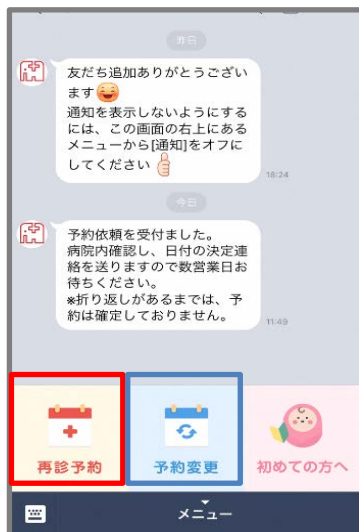 昨日
友だち追加ありがとうござい
ます
通知を表示しないようにする
には、この画面の右上にある
メニューから[通知]をオフに
してください
18:24
今日
予約依頼を受付ました。
病院内確認し、日付の決定連
絡を送りますので数営業日お
待ちください。
*折り返しがあるまでは、予
約は確定しておりません。
11:49
再診予約
予約変更
初めての方へ
メニュー